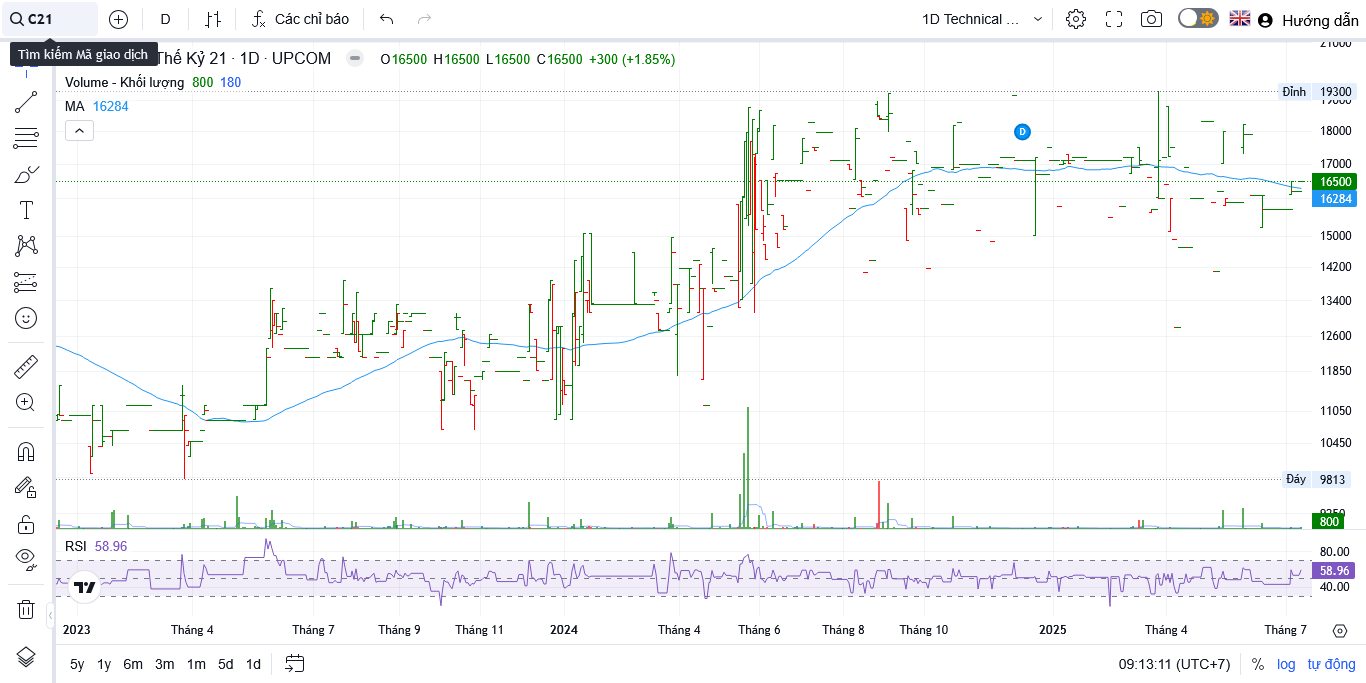 C21 D Các chỉ báo 1D Technical ... Hướng dẫn
Tìm kiếm Mã giao dịch Thế Kỷ 21 · 1D · UPCOM O16500 H16500 L16500 C16500 +300 (+1.85%)
Volume - Khối lượng 800 180
MA 16284
21000
Đỉnh 19300
19000
D
18000
17000
16500
16284
15000
14200
13400
12600
11850
11050
10450
Đáy 9813
9250
800
RSI 58.96
80.00
58.96
40.00
2023 Tháng 4 Tháng 7 Tháng 9 Tháng 11 2024 Tháng 4 Tháng 6 Tháng 8 Tháng 10 2025 Tháng 4 Tháng 7
5y 1y 6m 3m 1m 5d 1d 09:13:11 (UTC+7) % log tự động